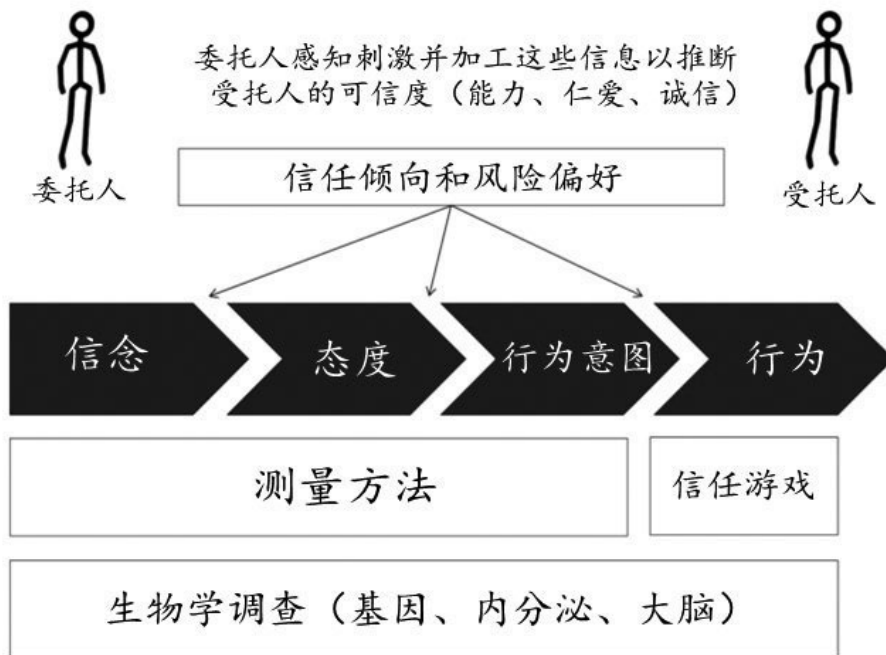 委托人感知刺激并加工这些信息以推断
受托人的可信度（能力、仁爱、诚信）
委托人
信任倾向和风险偏好
受托人
信念
态度
行为意图
行为
测量方法
信任游戏
生物学调查（基因、内分泌、大脑）